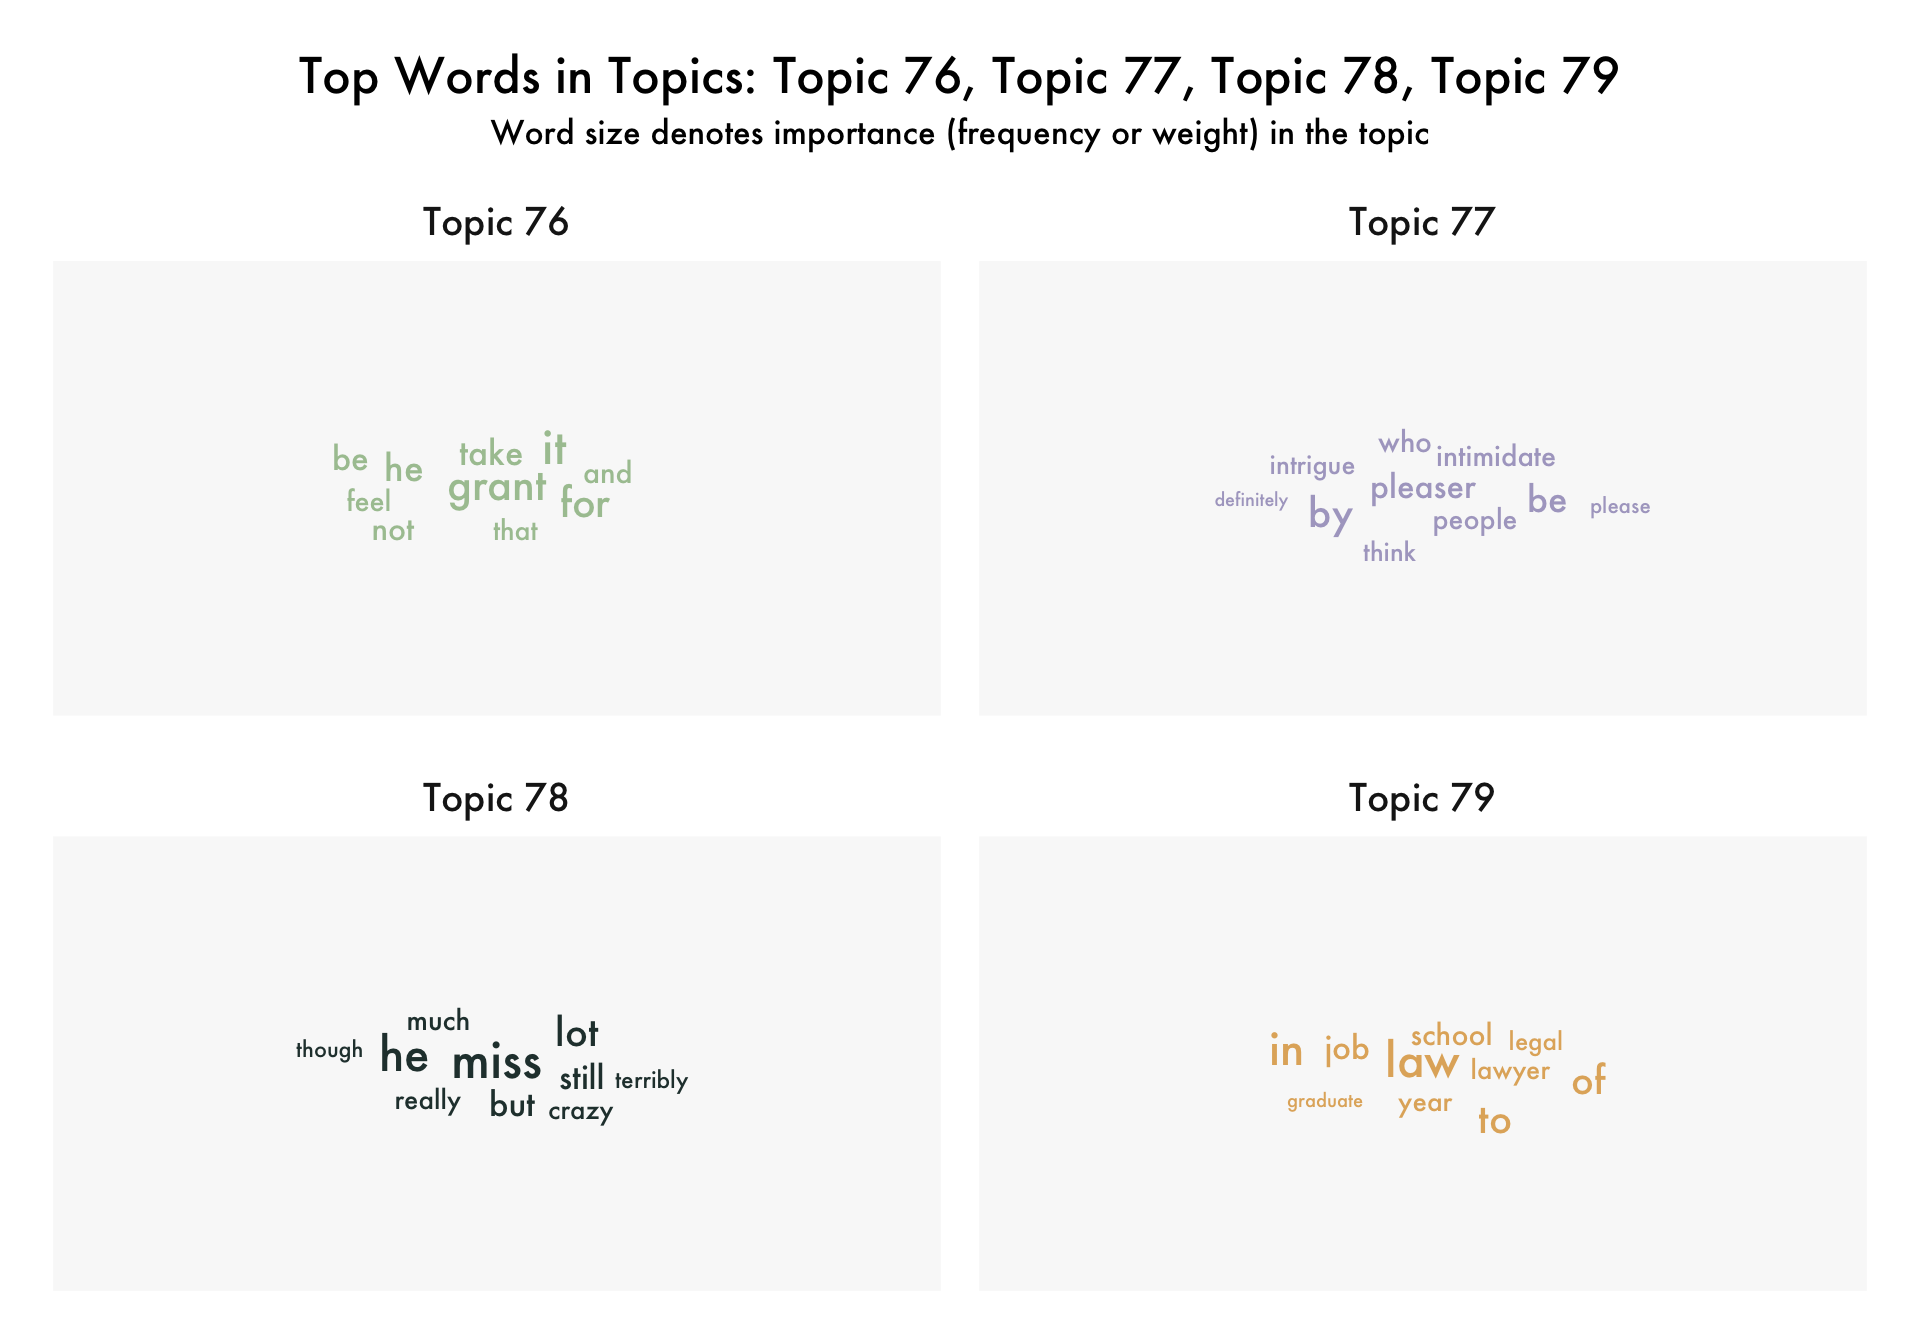 Top Words in Topics: Topic 76, Topic 77, Topic 78, Topic 79
Word size denotes importance (frequency or weight) in the topic
Topic 76
be he take it and
feel grant for
not that
Topic 77
who intimidate
intrigue pleaser
definitely by people be please
think
Topic 78
much lot
though he miss
still terribly
really but crazy
Topic 79
in job law school legal
lawyer of
graduate year to